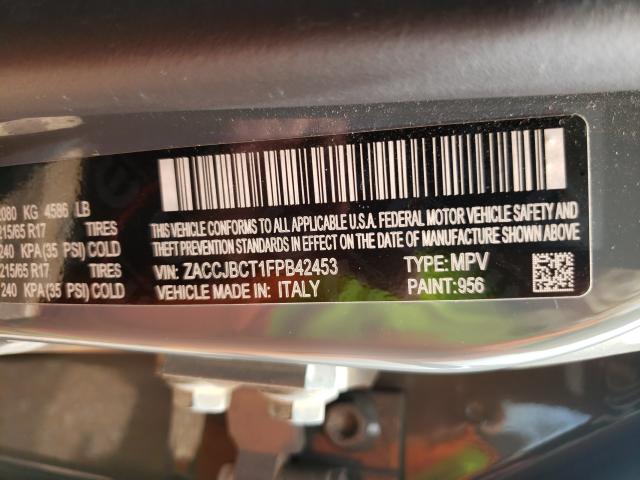 2080 KG 4586 LB
215/65 R17 TIRES
240 KPA(35 PSI) COLD
215/65 R17 TIRES
240 KPA(35 PSI) COLD
THIS VEHICLE CONFORMS TO ALL APPLICABLE U.S.A. FEDERAL MOTOR VEHICLE SAFETY AND
THEFT PREVENTION STANDARDS IN EFFECT ON THE DATE OF MANUFACTURE SHOWN ABOVE.
VIN: ZACCJBCT1FPB42453 TYPE: MPV
VEHICLE MADE IN: ITALY PAINT:956